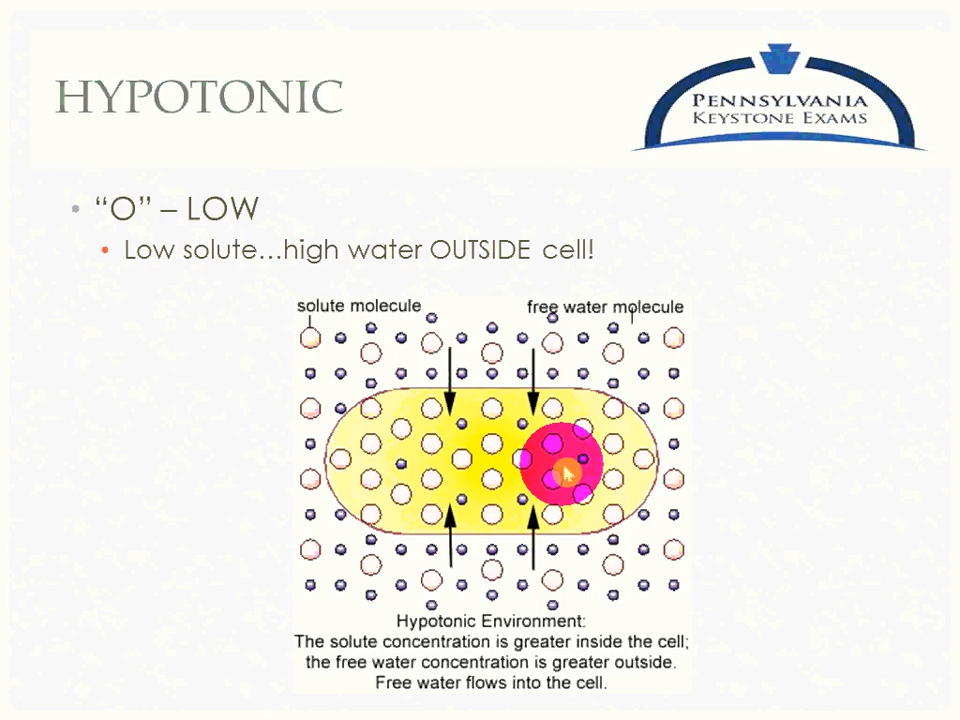 HYPOTONIC
PENNSYLVANIA
KEYSTONE EXAMS
• “O” – LOW
• Low solute...high water OUTSIDE cell!
solute molecule
free water molecule
Hypotonic Environment:
The solute concentration is greater inside the cell;
the free water concentration is greater outside.
Free water flows into the cell.